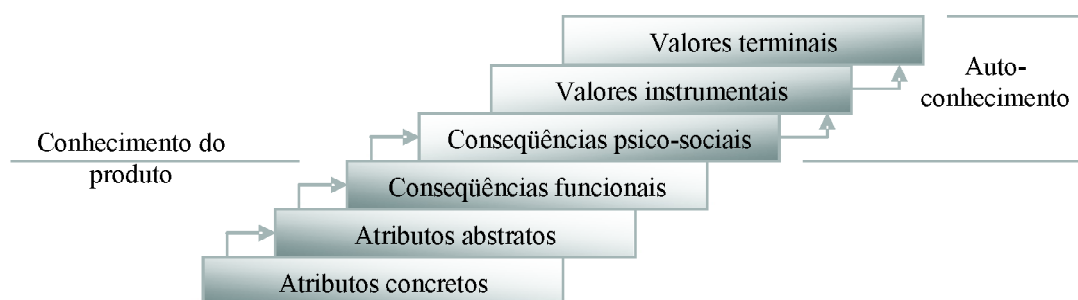 Valores terminais
Auto-
conhecimento
Valores instrumentais
Conseqüências psico-sociais
Conhecimento do
produto
Conseqüências funcionais
Atributos abstratos
Atributos concretos